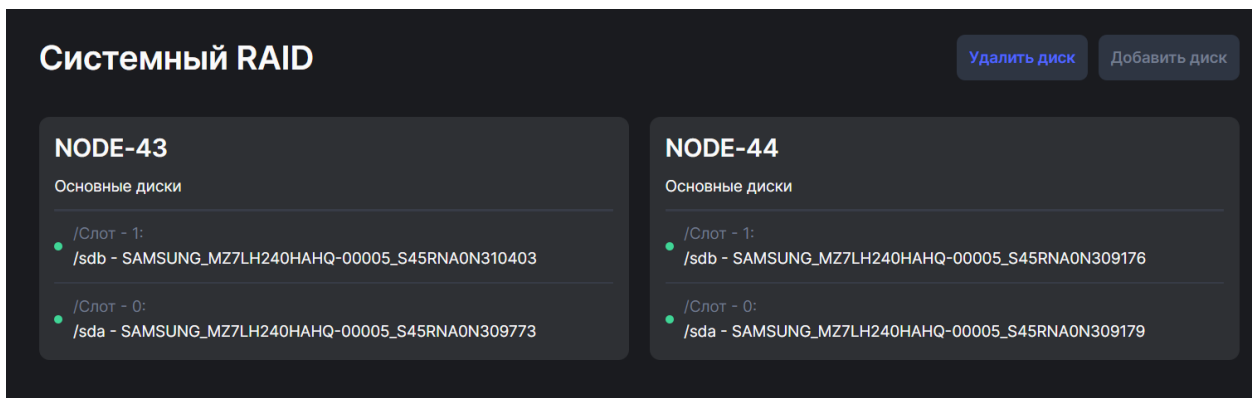 Системный RAID
Удалить диск
Добавить диск
NODE-43
Основные диски
/Слот - 1:
/sdb - SAMSUNG_MZ7LH240HAHQ-00005_S45RNA0N310403
/Слот - 0:
/sda - SAMSUNG_MZ7LH240HAHQ-00005_S45RNA0N309773
NODE-44
Основные диски
/Слот - 1:
/sdb - SAMSUNG_MZ7LH240HAHQ-00005_S45RNA0N309176
/Слот - 0:
/sda - SAMSUNG_MZ7LH240HAHQ-00005_S45RNA0N309179